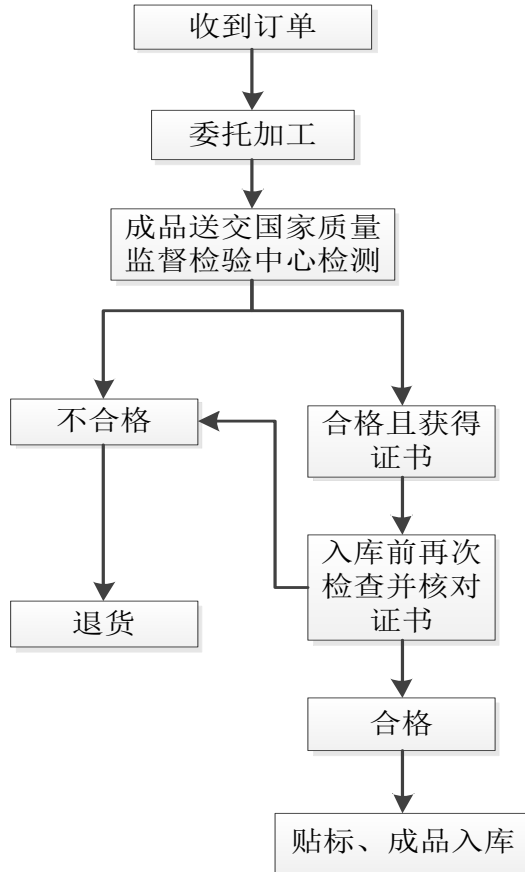 收到订单
委托加工
成品送交国家质量
监督检验中心检测
不合格
合格且获得
证书
入库前再次
检查并核对
证书
退货
合格
贴标、成品入库